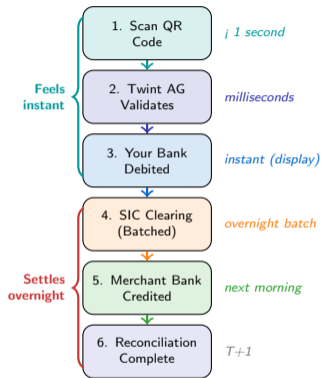 1. Scan QR
Code
¡ 1 second
Feels
instant
2. Twint AG
Validates
milliseconds
3. Your Bank
Debited
instant (display)
4. SIC Clearing
(Batched)
overnight batch
Settles
overnight
5. Merchant Bank
Credited
next morning
6. Reconciliation
Complete
T+1